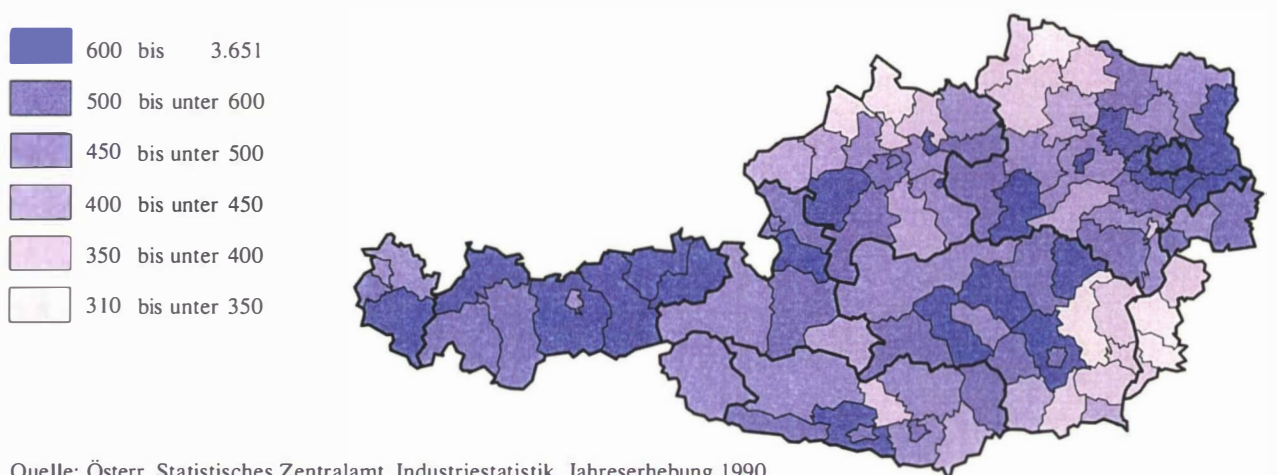 600 bis 3.651
500 bis unter 600
450 bis unter 500
400 bis unter 450
350 bis unter 400
310 bis unter 350
Quelle: Österr. Statistisches Zentralamt, Industriestatistik, Jahreserhebung 1990